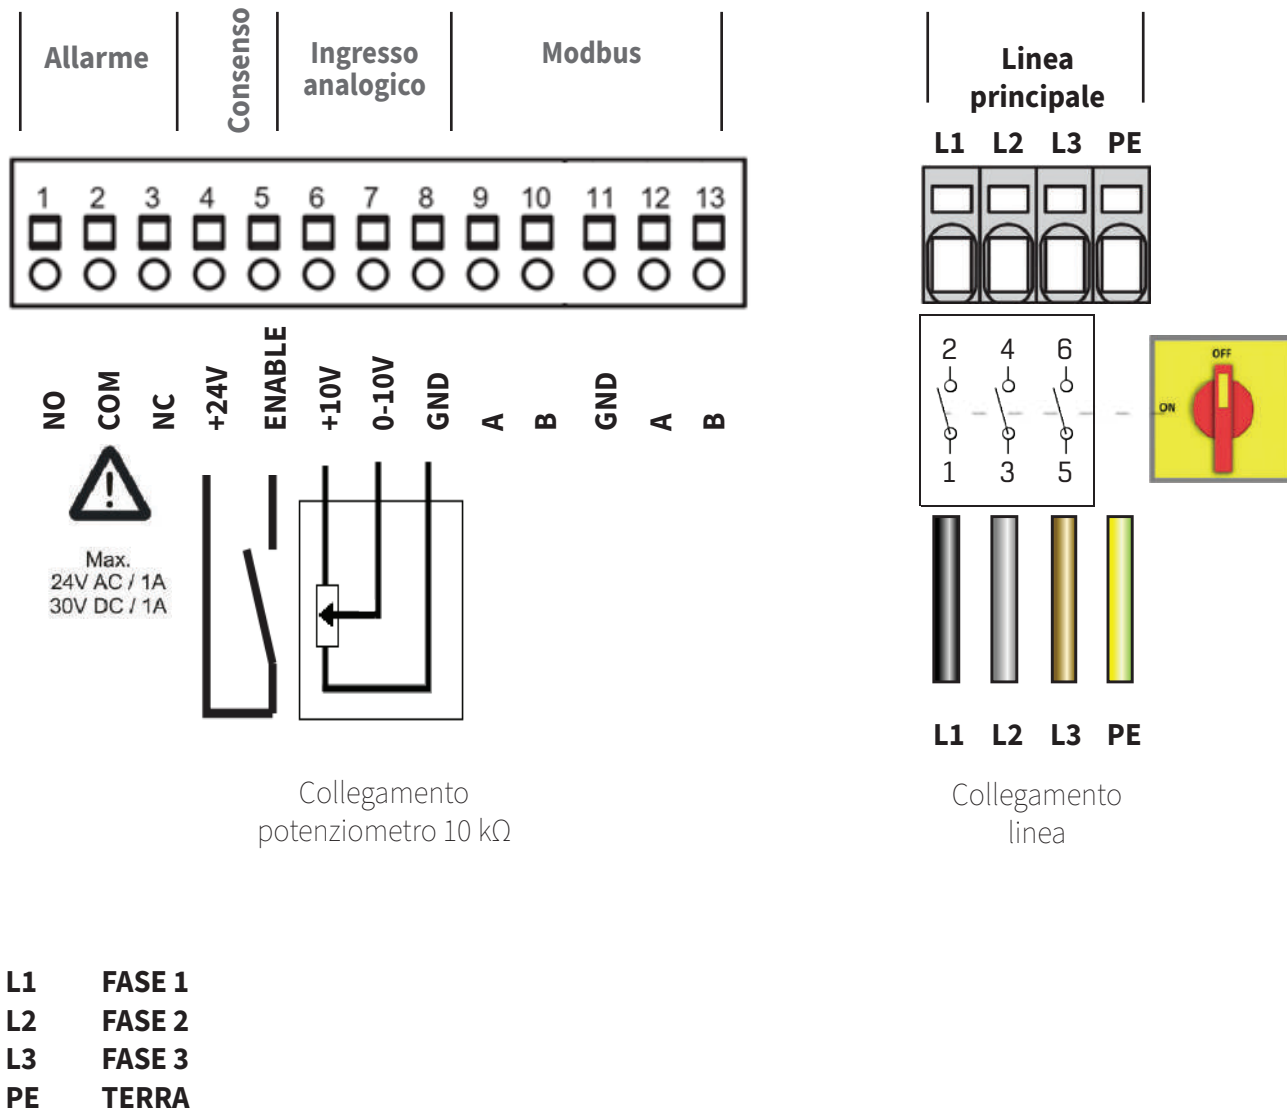 Allarme
Consenso
Ingresso
analogico
Modbus
1 2 3 4 5 6 7 8 9 10 11 12 13
NO
COM
NC
+24V
ENABLE
+10V
0-10V
GND
A
B
GND
A
B
Max.
24V AC / 1A
30V DC / 1A
Collegamento
potenziometro 10 kΩ
Linea
principale
L1 L2 L3 PE
2 4 6
1 3 5
OFF
ON
L1 L2 L3 PE
Collegamento
linea
L1 FASE 1
L2 FASE 2
L3 FASE 3
PE TERRA